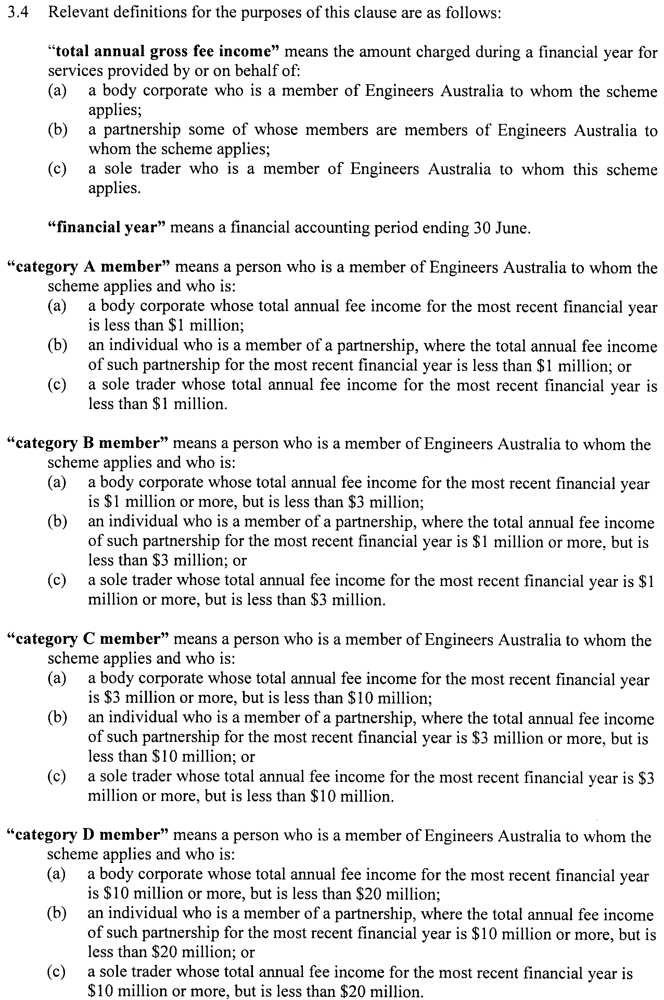 3.4 Relevant definitions for the purposes of this clause are as follows:
“total annual gross fee income” means the amount charged during a financial year for
services provided by or on behalf of:
(a) a body corporate who is a member of Engineers Australia to whom the scheme
applies;
(b) a partnership some of whose members are members of Engineers Australia to
whom the scheme applies;
(c) a sole trader who is a member of Engineers Australia to whom this scheme
applies.
“financial year” means a financial accounting period ending 30 June.
“category A member” means a person who is a member of Engineers Australia to whom the
scheme applies and who is:
(a) a body corporate whose total annual fee income for the most recent financial year
is less than $1 million;
(b) an individual who is a member of a partnership, where the total annual fee income
of such partnership for the most recent financial year is less than $1 million; or
(c) a sole trader whose total annual fee income for the most recent financial year is
less than $1 million.
“category B member” means a person who is a member of Engineers Australia to whom the
scheme applies and who is:
(a) a body corporate whose total annual fee income for the most recent financial year
is $1 million or more, but is less than $3 million;
(b) an individual who is a member of a partnership, where the total annual fee income
of such partnership for the most recent financial year is $1 million or more, but is
less than $3 million; or
(c) a sole trader whose total annual fee income for the most recent financial year is $1
million or more, but is less than $3 million.
“category C member” means a person who is a member of Engineers Australia to whom the
scheme applies and who is:
(a) a body corporate whose total annual fee income for the most recent financial year
is $3 million or more, but is less than $10 million;
(b) an individual who is a member of a partnership, where the total annual fee income
of such partnership for the most recent financial year is $3 million or more, but is
less than $10 million; or
(c) a sole trader whose total annual fee income for the most recent financial year is $3
million or more, but is less than $10 million.
“category D member” means a person who is a member of Engineers Australia to whom the
scheme applies and who is:
(a) a body corporate whose total annual fee income for the most recent financial year
is $10 million or more, but is less than $20 million;
(b) an individual who is a member of a partnership, where the total annual fee income
of such partnership for the most recent financial year is $10 million or more, but is
less than $20 million; or
(c) a sole trader whose total annual fee income for the most recent financial year is
$10 million or more, but is less than $20 million.